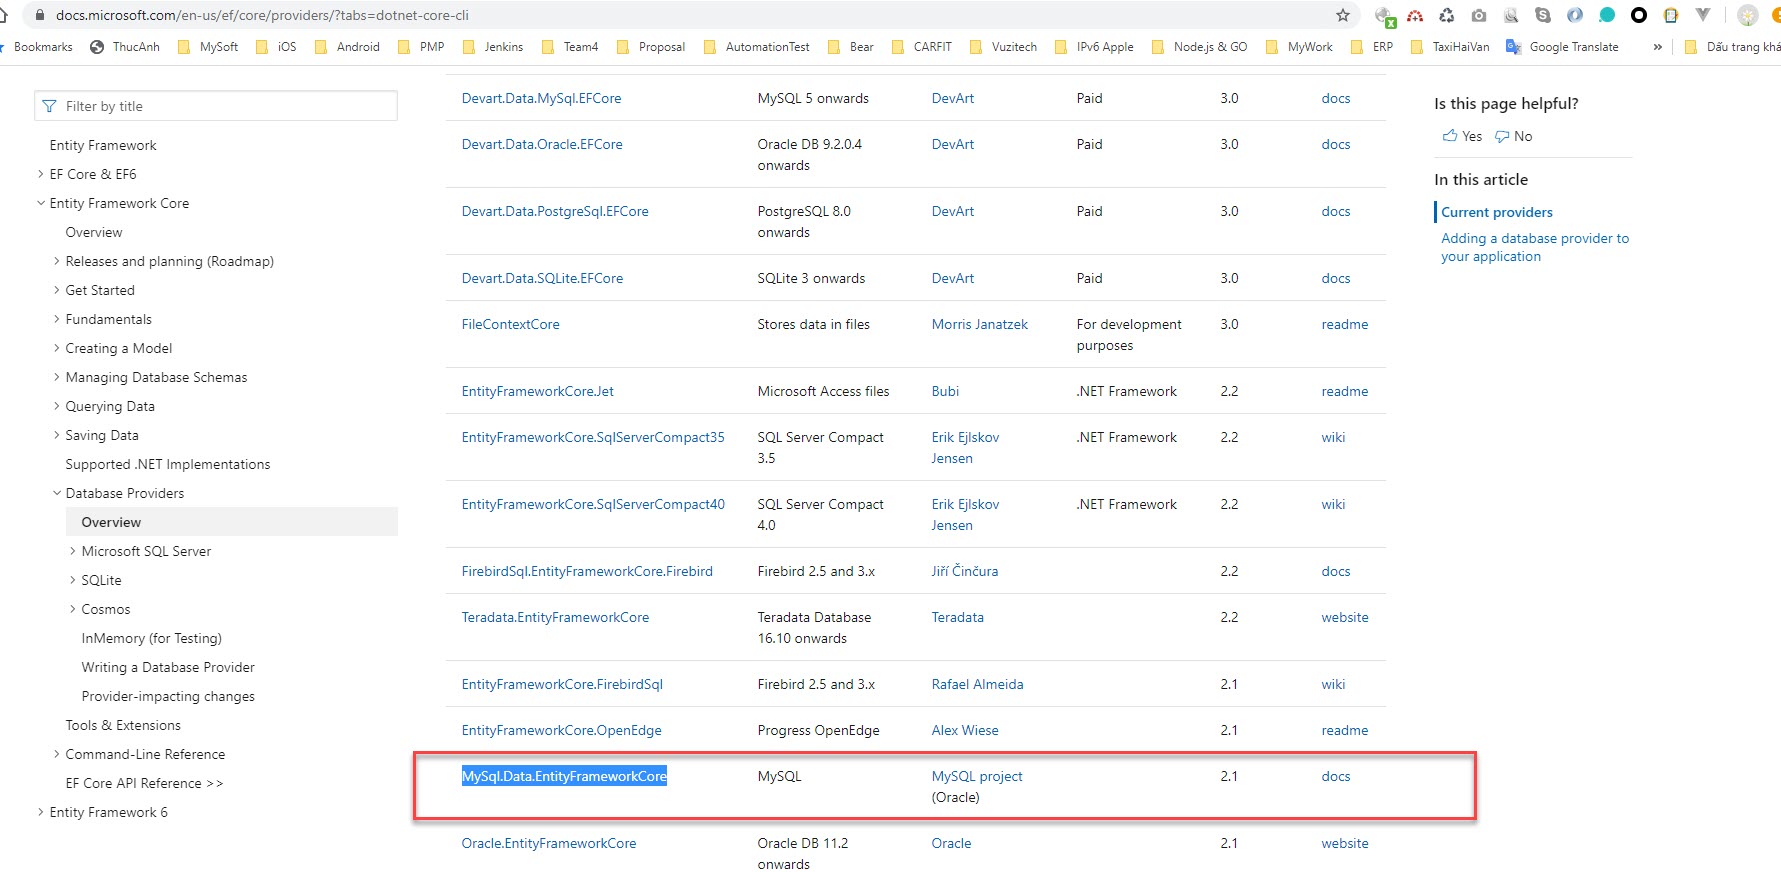 docs.microsoft.com/en-us/ef/core/providers/?tabs=dotnet-core-cli
Bookmarks ThucAnh MySoft iOS Android PMP Jenkins Team4 Proposal AutomationTest Bear CARFIT Vuzitech IPv6 Apple Node.js & GO MyWork ERP TaxiHaiVan Google Translate » Dấu trang khá
Filter by title
Entity Framework
EF Core & EF6
Entity Framework Core
Overview
Releases and planning (Roadmap)
Get Started
Fundamentals
Creating a Model
Managing Database Schemas
Querying Data
Saving Data
Supported .NET Implementations
Database Providers
Overview
Microsoft SQL Server
SQLite
Cosmos
InMemory (for Testing)
Writing a Database Provider
Provider-impacting changes
Tools & Extensions
Command-Line Reference
EF Core API Reference >>
Entity Framework 6
Devart.Data.MySql.EFCore MySQL 5 onwards DevArt Paid 3.0 docs
Devart.Data.Oracle.EFCore Oracle DB 9.2.0.4 DevArt Paid 3.0 docs
onwards
Devart.Data.PostgreSql.EFCore PostgreSQL 8.0 DevArt Paid 3.0 docs
onwards
Devart.Data.SQLite.EFCore SQLite 3 onwards DevArt Paid 3.0 docs
FileContextCore Stores data in files Morris Janatzek For development 3.0 readme
purposes
EntityFrameworkCore.Jet Microsoft Access files Bubi .NET Framework 2.2 readme
EntityFrameworkCore.SqlServerCompact35 SQL Server Compact Erik Ejlskov .NET Framework 2.2 wiki
3.5 Jensen
EntityFrameworkCore.SqlServerCompact40 SQL Server Compact Erik Ejlskov .NET Framework 2.2 wiki
4.0 Jensen
FirebirdSql.EntityFrameworkCore.Firebird Firebird 2.5 and 3.x Jiří Činčura 2.2 docs
Teradata.EntityFrameworkCore Teradata Database Teradata 2.2 website
16.10 onwards
EntityFrameworkCore.FirebirdSql Firebird 2.5 and 3.x Rafael Almeida 2.1 wiki
EntityFrameworkCore.OpenEdge Progress OpenEdge Alex Wiese 2.1 readme
MySql.Data.EntityFrameworkCore MySQL MySQL project 2.1 docs
(Oracle)
Oracle.EntityFrameworkCore Oracle DB 11.2 Oracle 2.1 website
onwards
Is this page helpful?
Yes No
In this article
Current providers
Adding a database provider to
your application